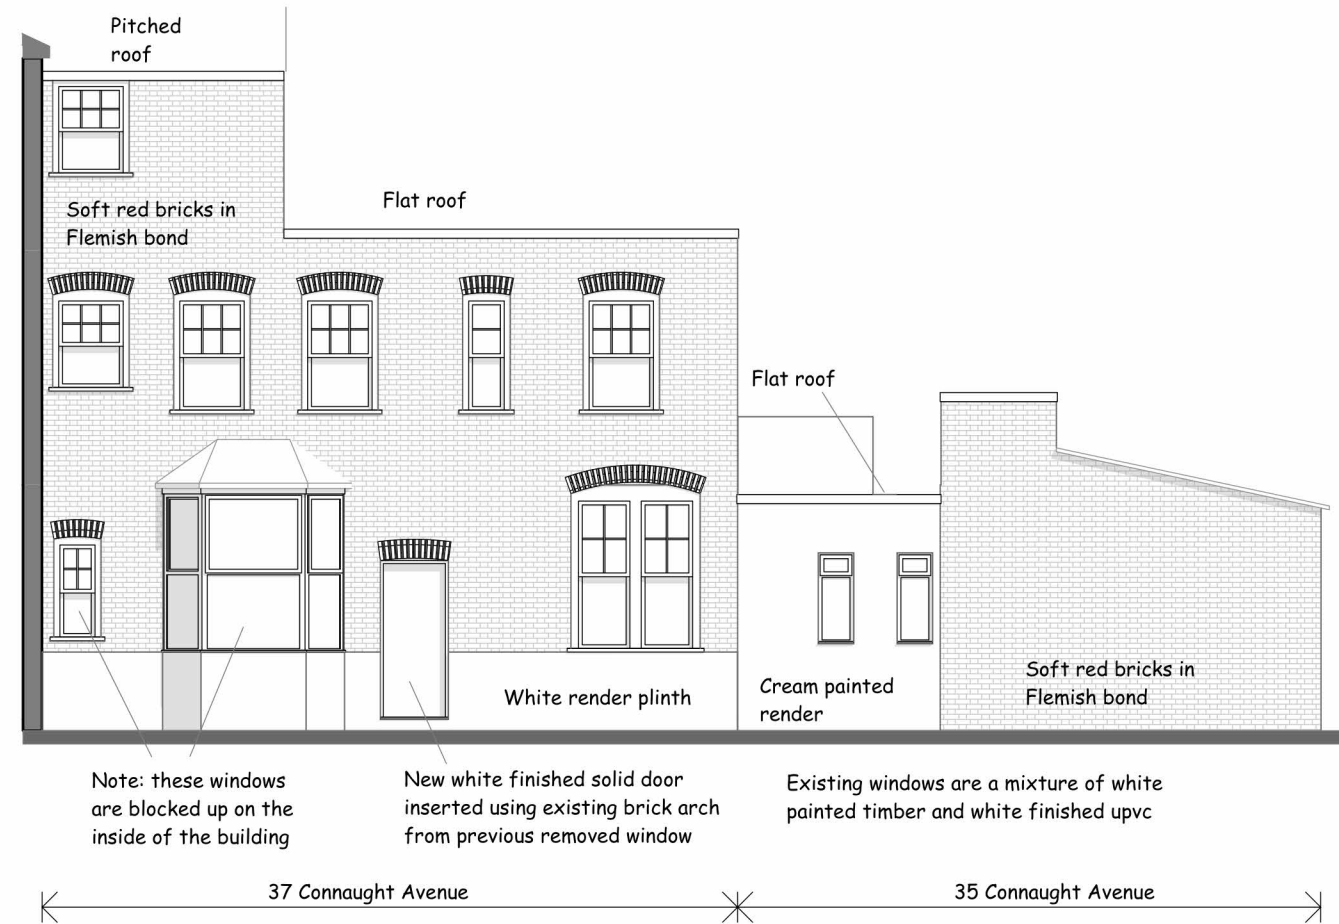 Pitched
roof
Soft red bricks in
Flemish bond
Flat roof
Flat roof
Soft red bricks in
Flemish bond
White render plinth
Cream painted
render
Note: these windows
are blocked up on the
inside of the building
New white finished solid door
inserted using existing brick arch
from previous removed window
Existing windows are a mixture of white
painted timber and white finished upvc
37 Connaught Avenue
35 Connaught Avenue